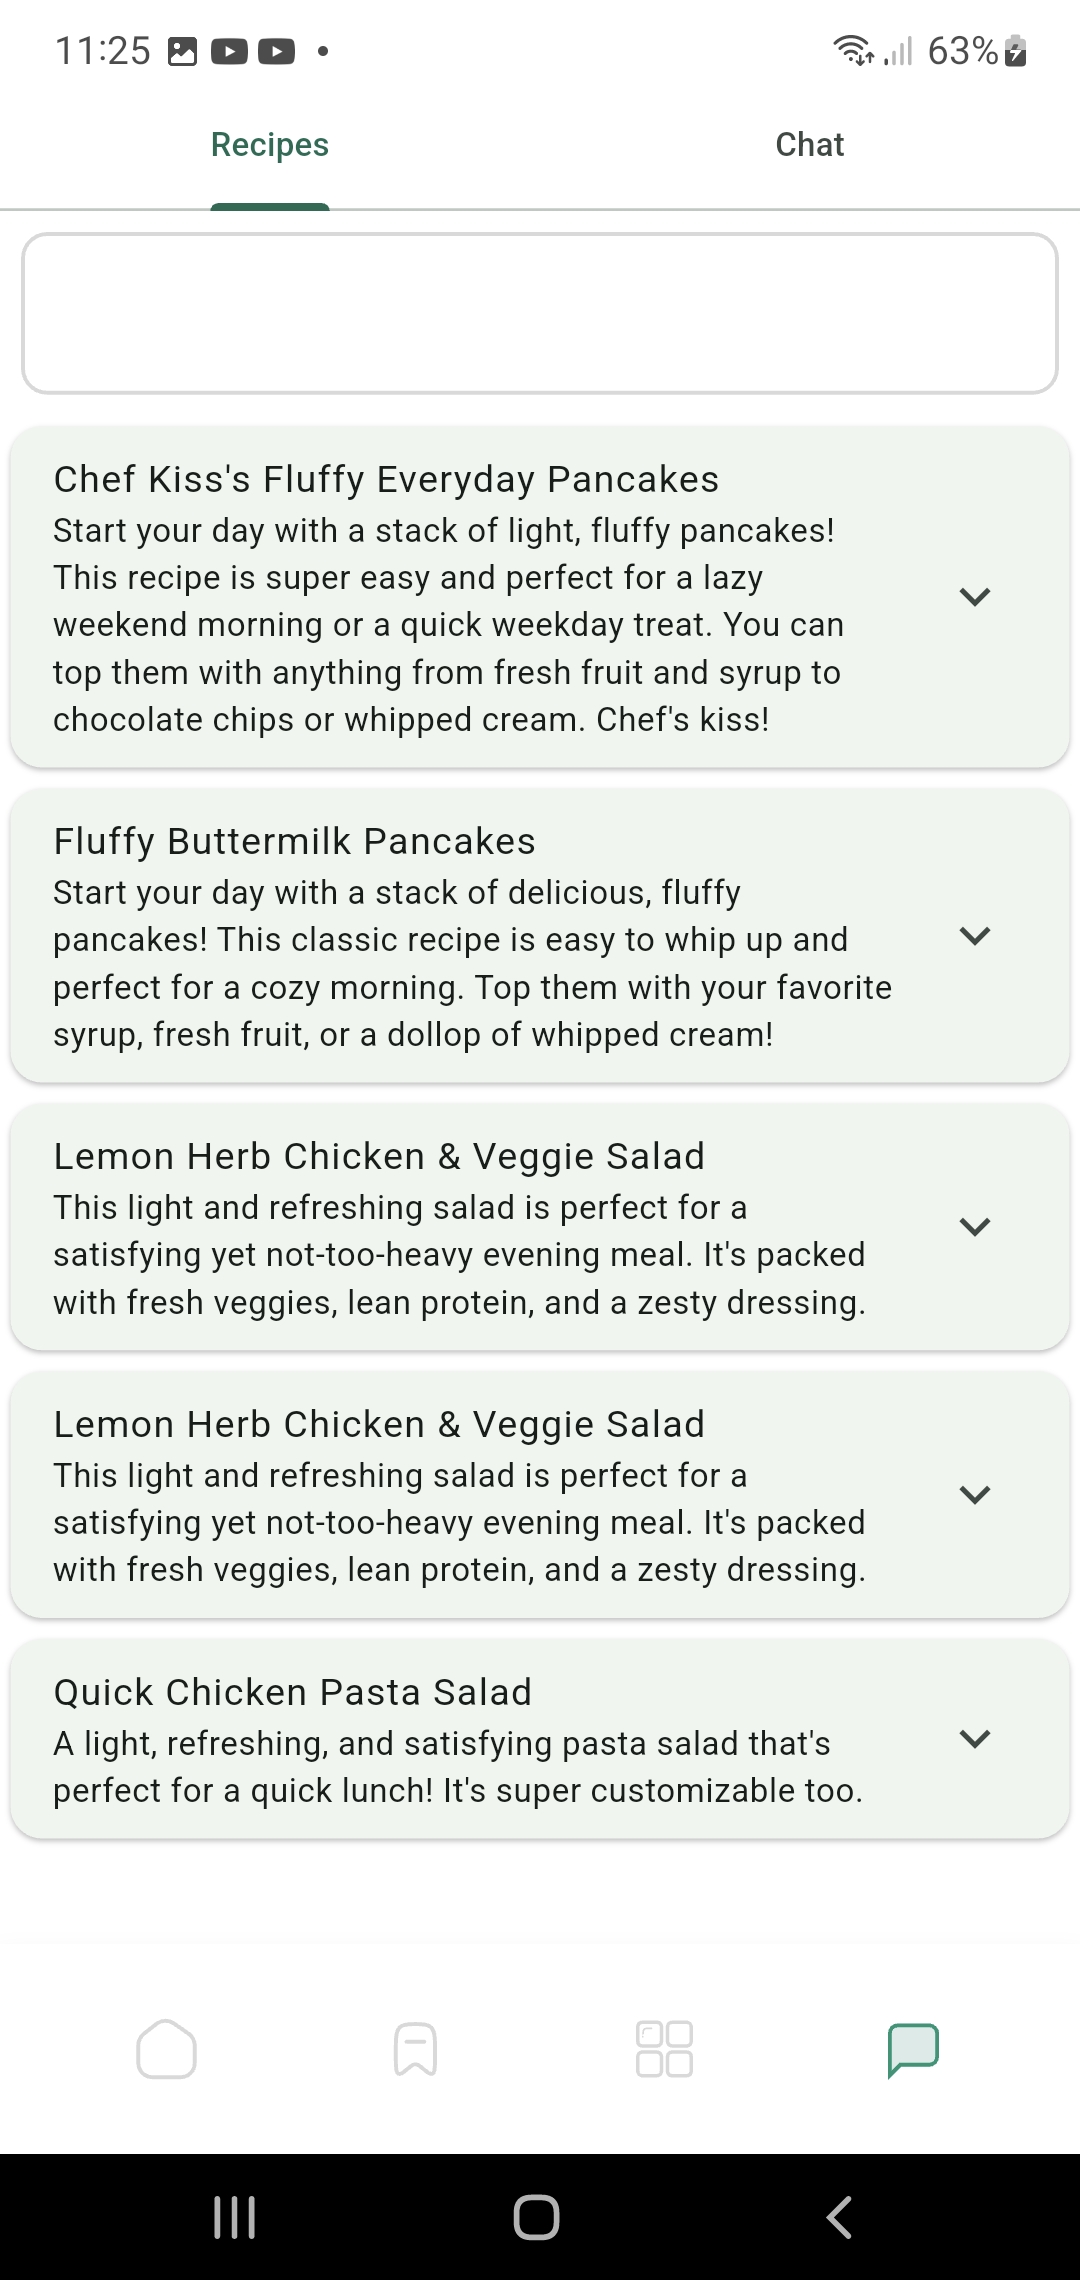 11:25
63%
Recipes
Chat
Chef Kiss's Fluffy Everyday Pancakes
Start your day with a stack of light, fluffy pancakes!
This recipe is super easy and perfect for a lazy
weekend morning or a quick weekday treat. You can
top them with anything from fresh fruit and syrup to
chocolate chips or whipped cream. Chef's kiss!
Fluffy Buttermilk Pancakes
Start your day with a stack of delicious, fluffy
pancakes! This classic recipe is easy to whip up and
perfect for a cozy morning. Top them with your favorite
syrup, fresh fruit, or a dollop of whipped cream!
Lemon Herb Chicken & Veggie Salad
This light and refreshing salad is perfect for a
satisfying yet not-too-heavy evening meal. It's packed
with fresh veggies, lean protein, and a zesty dressing.
Lemon Herb Chicken & Veggie Salad
This light and refreshing salad is perfect for a
satisfying yet not-too-heavy evening meal. It's packed
with fresh veggies, lean protein, and a zesty dressing.
Quick Chicken Pasta Salad
A light, refreshing, and satisfying pasta salad that's
perfect for a quick lunch! It's super customizable too.